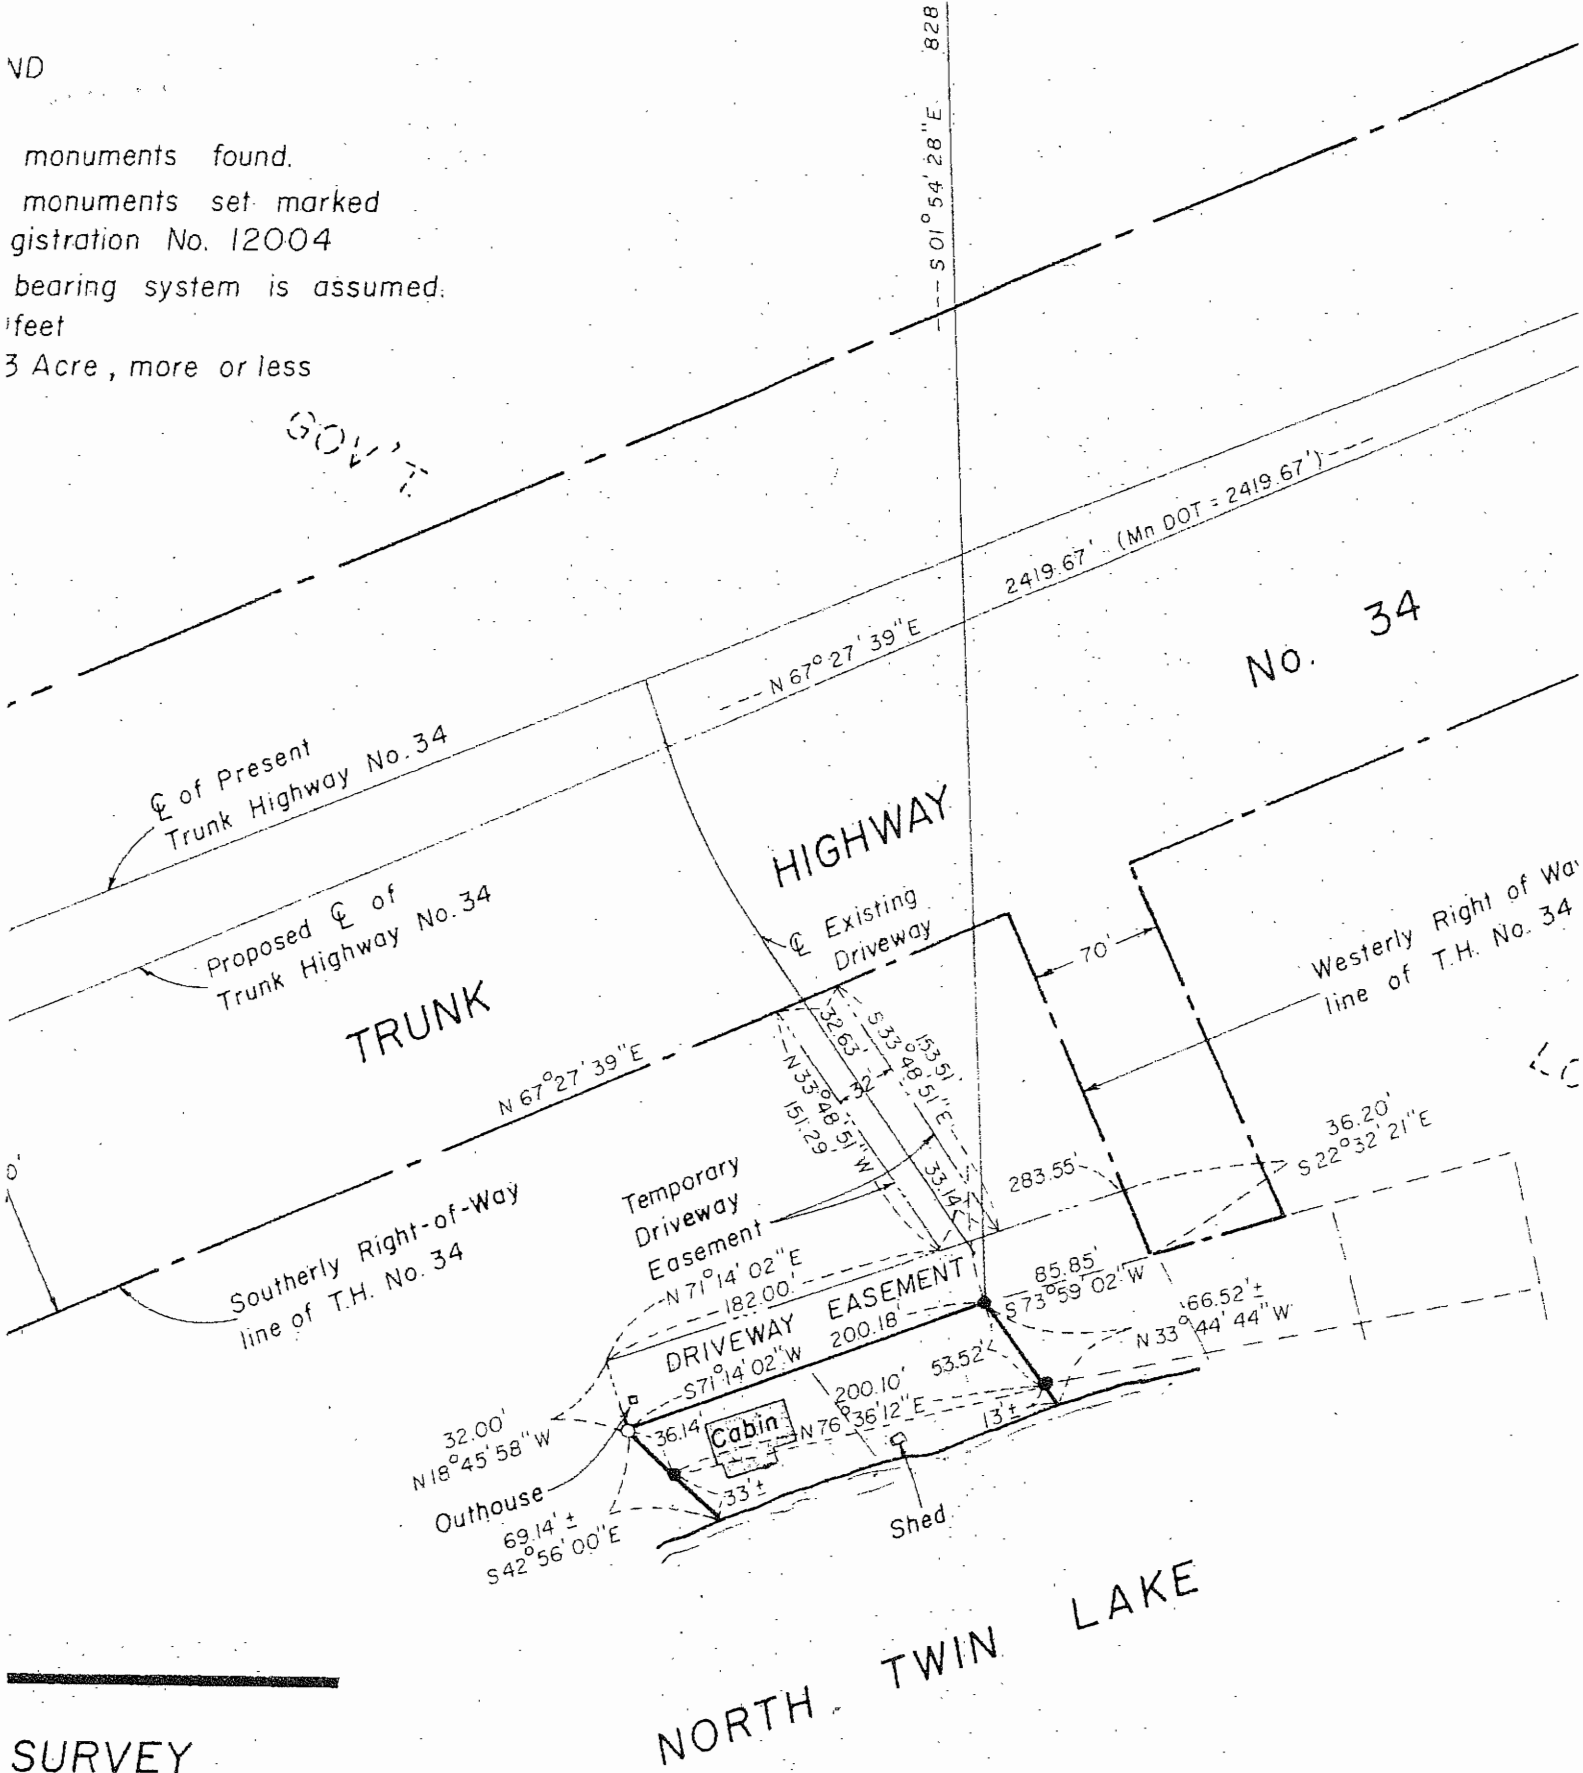 monuments found.
monuments set marked
gistration No. 12004
bearing system is assumed.
feet
3 Acre, more or less
GOV'T.
828
S 01°54'28"E
2419.67' (Mn DOT = 2419.67')
N 67°27'39"E
No. 34
℄ of Present
Trunk Highway No. 34
Proposed ℄ of
Trunk Highway No. 34
HIGHWAY
TRUNK
℄ Existing
Driveway
70'
Westerly Right of Wa
line of T.H. No. 34
N 67°27'39"E
32.63'
S 33°48'51"E
153.51'
32'
N 33°48'51"W
151.29'
33.14'
0'
Southerly Right-of-Way
line of T.H. No. 34
Temporary
Driveway
Easement
283.55'
36.20'
S 22°32'21"E
N 71°14'02"E
182.00'
DRIVEWAY EASEMENT
200.18'
S 71°14'02"W
85.85'
S 73°59'02"W
66.52'±
N 33°44'44"W
53.52'
200.10'
N 76°36'12"E
13'±
32.00'
N 18°45'58"W
36.14'
Cabin
33'±
Outhouse
69.14'±
S 42°56'00"E
Shed
NORTH TWIN LAKE
SURVEY